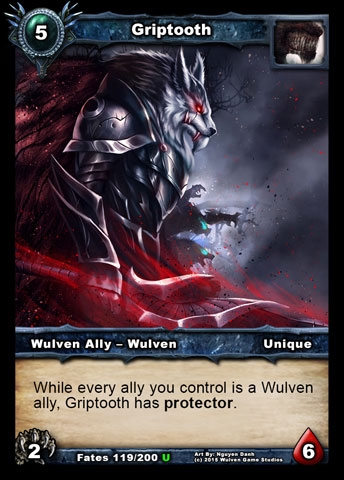 5
Griptooth
Wulven Ally – Wulven Unique
While every ally you control is a Wulven
ally, Griptooth has protector.
2
Fates 119/200 U
Art By: Nguyen Danh
(c) 2015 Wulven Game Studios
6